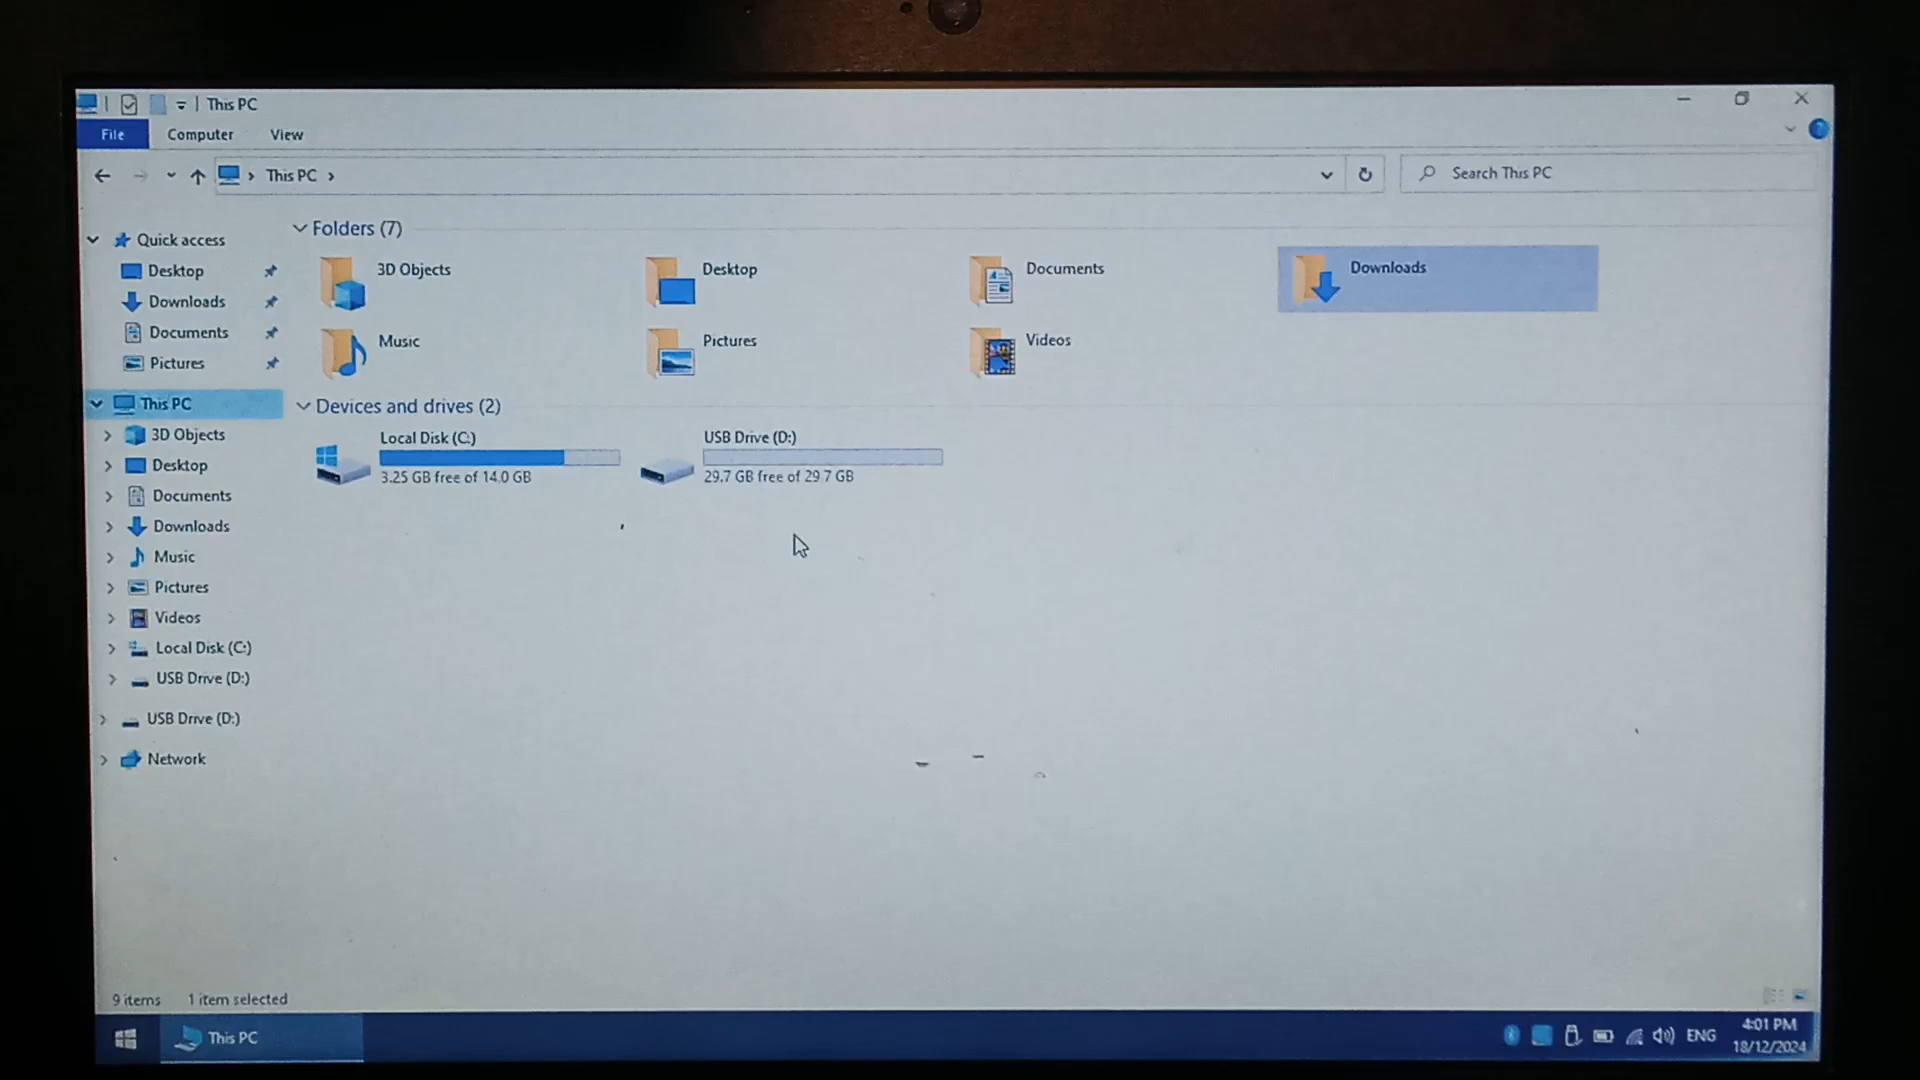 This PC
File Computer View
This PC
Search This PC
Quick access
Desktop
Downloads
Documents
Pictures
This PC
3D Objects
Desktop
Documents
Downloads
Music
Pictures
Videos
Local Disk (C:)
USB Drive (D:)
USB Drive (D:)
Network
Folders (7)
3D Objects
Desktop
Documents
Downloads
Music
Pictures
Videos
Devices and drives (2)
Local Disk (C:)
3.25 GB free of 14.0 GB
USB Drive (D:)
29.7 GB free of 29.7 GB
9 items 1 item selected
This PC
ENG
4:01 PM
18/12/2024